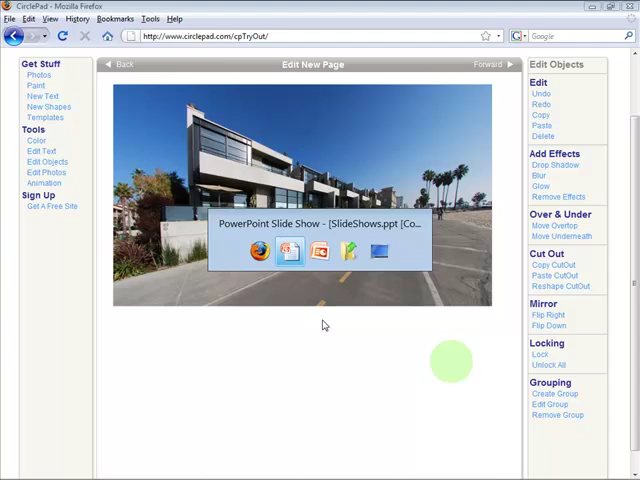 CirclePad - Mozilla Firefox
File Edit View History Bookmarks Tools Help
http://www.circlepad.com/cpTryOut/
Google
Get Stuff
Photos
Paint
New Text
New Shapes
Templates
Tools
Color
Edit Text
Edit Objects
Edit Photos
Animation
Sign Up
Get A Free Site
Back
Edit New Page
Forward
PowerPoint Slide Show - [SlideShows.ppt [Co...
Edit Objects
Edit
Undo
Redo
Copy
Paste
Delete
Add Effects
Drop Shadow
Blur
Glow
Remove Effects
Over & Under
Move Overtop
Move Underneath
Cut Out
Copy CutOut
Paste CutOut
Reshape CutOut
Mirror
Flip Right
Flip Down
Locking
Lock
Unlock All
Grouping
Create Group
Edit Group
Remove Group